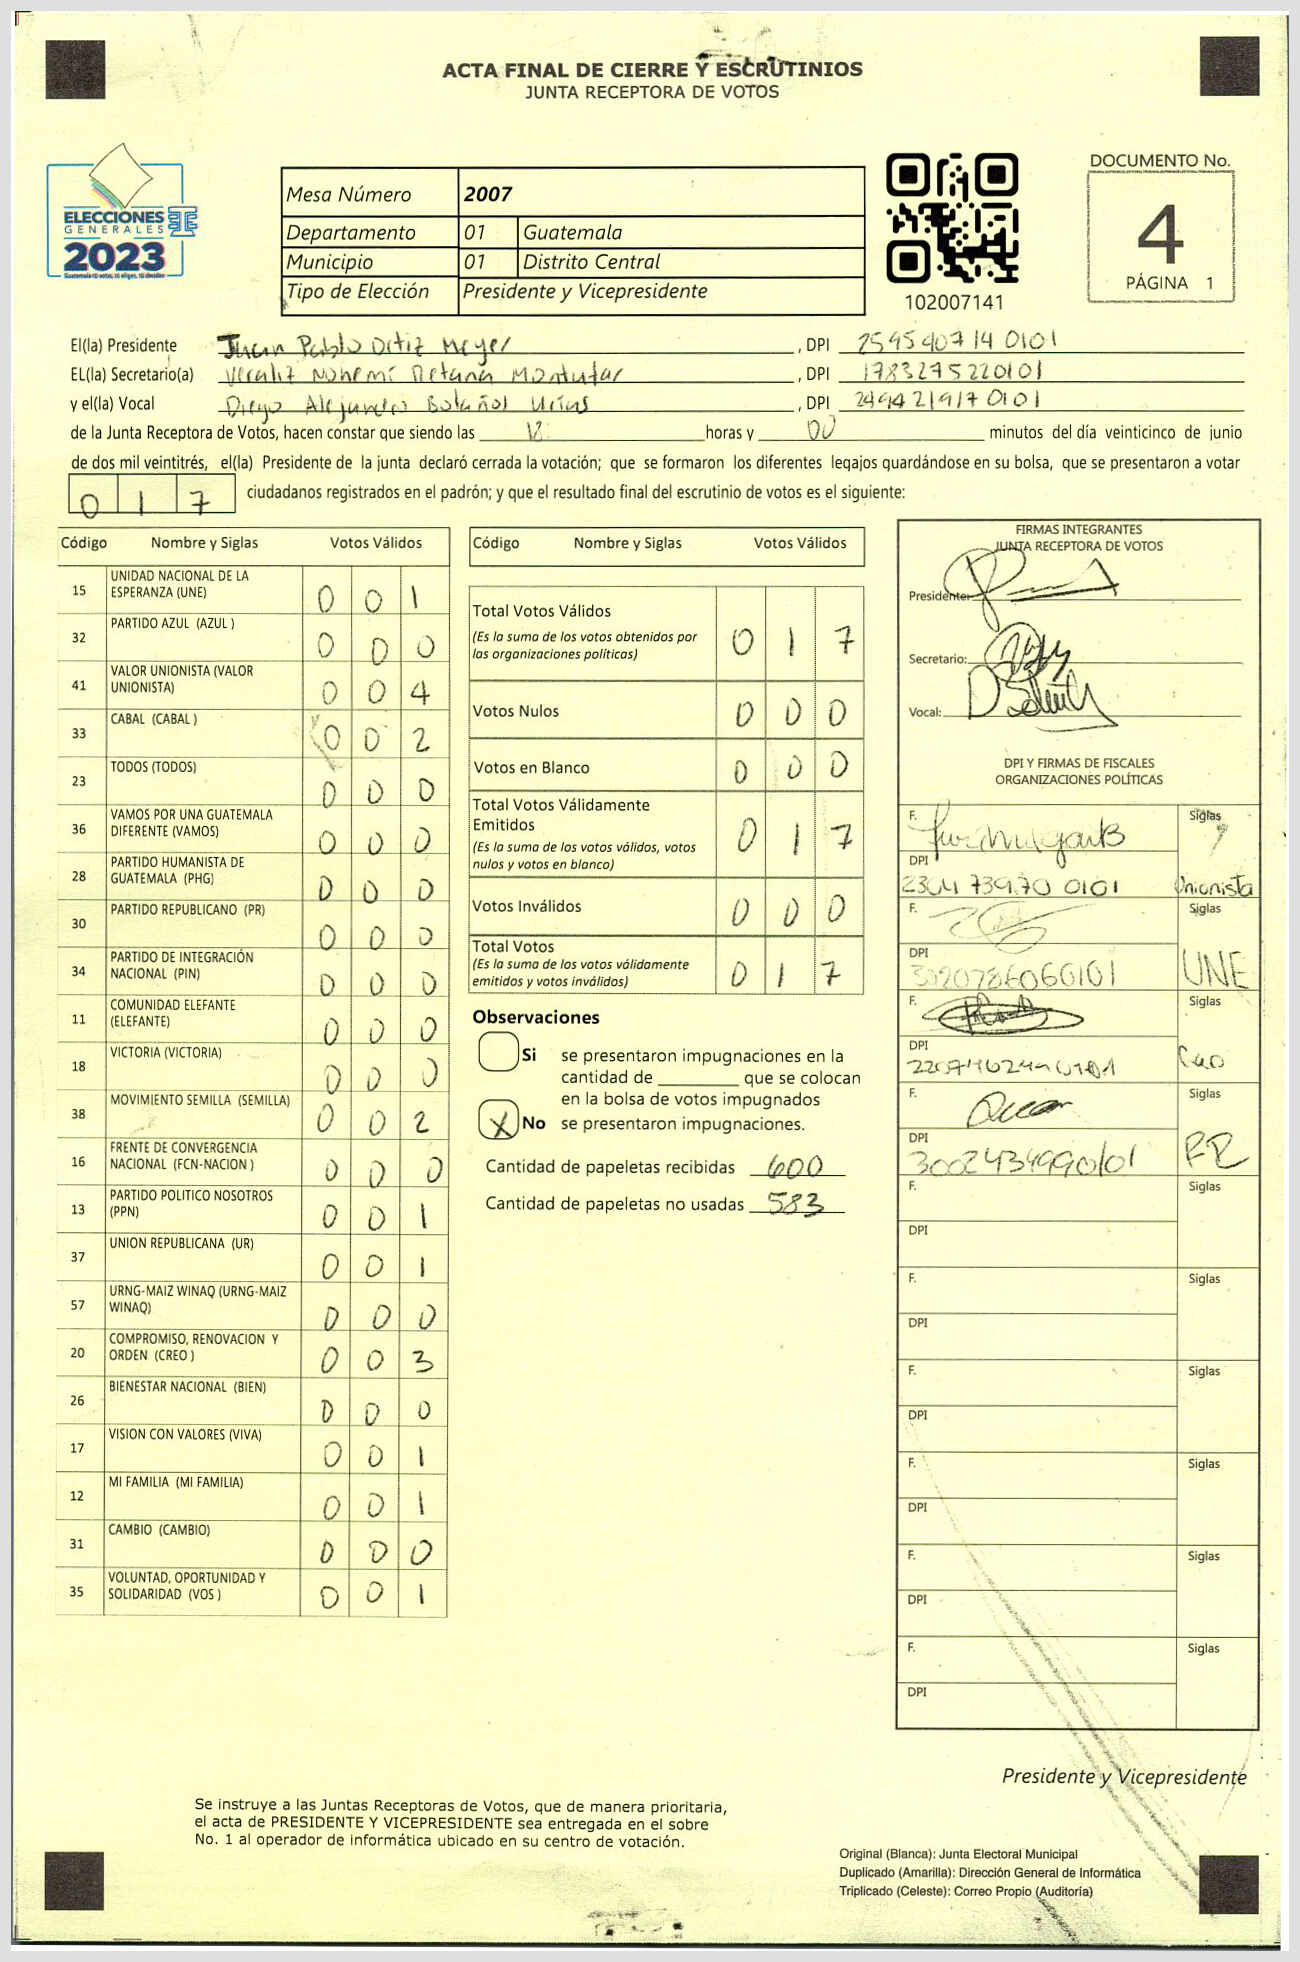 ACTA FINAL DE CIERRE Y ESCRUTINIOS
JUNTA RECEPTORA DE VOTOS
ELECCIONES
GENERALES
2023
Mesa Número 2007
Departamento 01 Guatemala
Municipio 01 Distrito Central
Tipo de Elección Presidente y Vicepresidente
102007141
DOCUMENTO No.
4
PÁGINA 1
El(la) Presidente Juan Pablo Ortiz Meyer , DPI 2595 40714 0101
EL(la) Secretario(a) Nohemí Retana Montufar , DPI 1783275220101
y el(la) Vocal Diego Alejandro Bolaños , DPI 249421917 0101
de la Junta Receptora de Votos, hacen constar que siendo las 18 horas y 00 minutos del día veinticinco de junio
de dos mil veintitrés, el(la) Presidente de la junta declaró cerrada la votación; que se formaron los diferentes legajos guardándose en su bolsa, que se presentaron a votar
0 1 7 ciudadanos registrados en el padrón; y que el resultado final del escrutinio de votos es el siguiente:
Código Nombre y Siglas Votos Válidos
15 UNIDAD NACIONAL DE LA ESPERANZA (UNE) 0 0 1
32 PARTIDO AZUL (AZUL ) 0 0 0
41 VALOR UNIONISTA (VALOR UNIONISTA) 0 0 4
33 CABAL (CABAL ) 0 0 2
23 TODOS (TODOS) 0 0 0
36 VAMOS POR UNA GUATEMALA DIFERENTE (VAMOS) 0 0 0
28 PARTIDO HUMANISTA DE GUATEMALA (PHG) 0 0 0
30 PARTIDO REPUBLICANO (PR) 0 0 0
34 PARTIDO DE INTEGRACIÓN NACIONAL (PIN) 0 0 0
11 COMUNIDAD ELEFANTE (ELEFANTE) 0 0 0
18 VICTORIA (VICTORIA) 0 0 0
38 MOVIMIENTO SEMILLA (SEMILLA) 0 0 2
16 FRENTE DE CONVERGENCIA NACIONAL (FCN-NACION ) 0 0 0
13 PARTIDO POLITICO NOSOTROS (PPN) 0 0 1
37 UNION REPUBLICANA (UR) 0 0 1
57 URNG-MAIZ WINAQ (URNG-MAIZ WINAQ) 0 0 0
20 COMPROMISO, RENOVACION Y ORDEN (CREO ) 0 0 3
26 BIENESTAR NACIONAL (BIEN) 0 0 0
17 VISION CON VALORES (VIVA) 0 0 1
12 MI FAMILIA (MI FAMILIA) 0 0 1
31 CAMBIO (CAMBIO) 0 0 0
35 VOLUNTAD, OPORTUNIDAD Y SOLIDARIDAD (VOS ) 0 0 1
Código Nombre y Siglas Votos Válidos
Total Votos Válidos 0 1 7
(Es la suma de los votos obtenidos por
las organizaciones políticas)
Votos Nulos 0 0 0
Votos en Blanco 0 0 0
Total Votos Válidamente
Emitidos 0 1 7
(Es la suma de los votos válidos, votos
nulos y votos en blanco)
Votos Inválidos 0 0 0
Total Votos 0 1 7
(Es la suma de los votos válidamente
emitidos y votos inválidos)
Observaciones
Si se presentaron impugnaciones en la
cantidad de ________ que se colocan
en la bolsa de votos impugnados
X No se presentaron impugnaciones.
Cantidad de papeletas recibidas 600
Cantidad de papeletas no usadas 583
FIRMAS INTEGRANTES
JUNTA RECEPTORA DE VOTOS
Presidente:
Secretario:
Vocal:
DPI Y FIRMAS DE FISCALES
ORGANIZACIONES POLÍTICAS
F. Siglas
DPI
Unionista
F. Siglas
DPI UNE
3020786060101
F. Siglas
DPI
F. Siglas
DPI
3002434990101
F. Siglas
DPI
F. Siglas
DPI
F. Siglas
DPI
F. Siglas
DPI
F. Siglas
DPI
F. Siglas
DPI
Presidente y Vicepresidente
Se instruye a las Juntas Receptoras de Votos, que de manera prioritaria,
el acta de PRESIDENTE Y VICEPRESIDENTE sea entregada en el sobre
No. 1 al operador de informática ubicado en su centro de votación.
Original (Blanca): Junta Electoral Municipal
Duplicado (Amarilla): Dirección General de Informática
Triplicado (Celeste): Correo Propio (Auditoría)